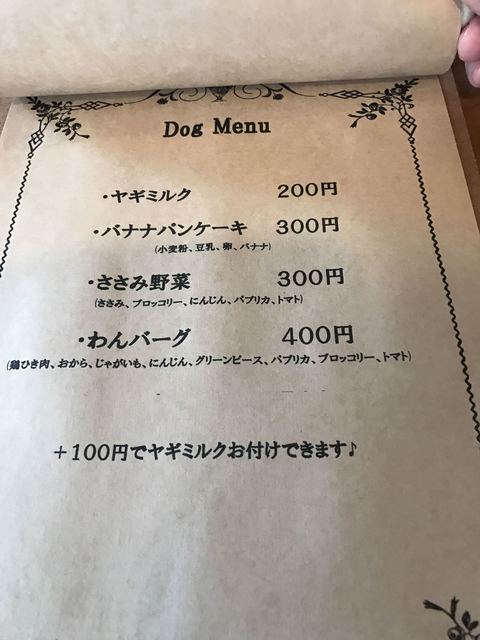 Dog Menu
・ヤギミルク 200円
・バナナパンケーキ 300円
(小麦粉、豆乳、卵、バナナ)
・ささみ野菜 300円
(ささみ、ブロッコリー、にんじん、パプリカ、トマト)
・わんバーグ 400円
(鶏ひき肉、おから、じゃがいも、にんじん、グリーンピース、パプリカ、ブロッコリー、トマト)
＋100円でヤギミルクお付けできます♪